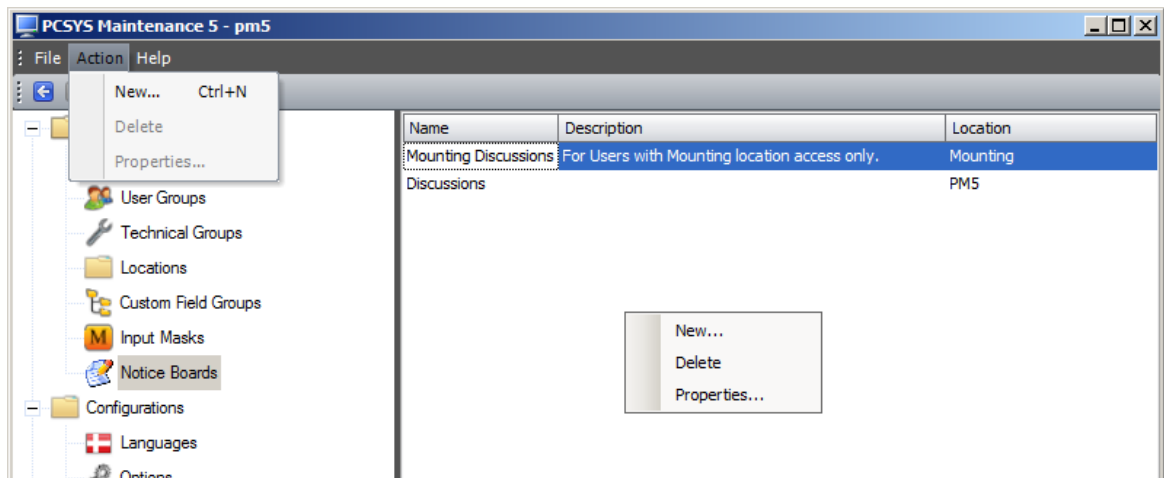 PCSYS Maintenance 5 - pm5
File Action Help
New... Ctrl+N
Delete
Properties...
User Groups
Technical Groups
Locations
Custom Field Groups
M Input Masks
Notice Boards
Configurations
Languages
Options
Name Description Location
Mounting Discussions For Users with Mounting location access only. Mounting
Discussions PM5
New...
Delete
Properties...